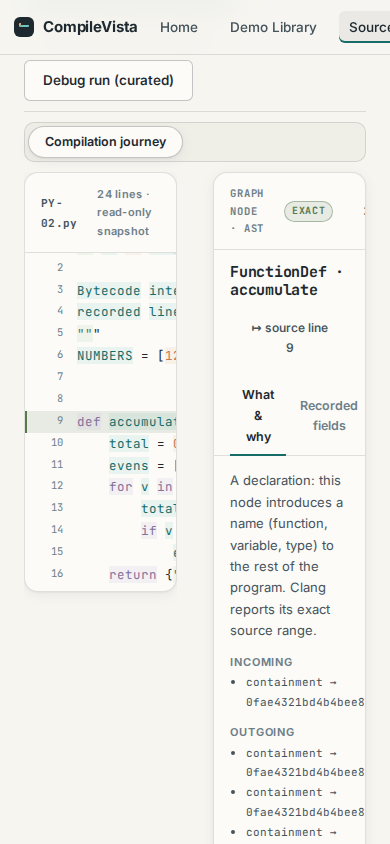 CompileVista Home Demo Library Source
Debug run (curated)
Compilation journey
PY-
02.py
24 lines ·
read-only
snapshot
2
3 Bytecode inte
4 recorded line
5 """
6 NUMBERS = [12
7
8
9 def accumulat
10 total = 0
11 evens = [
12 for v in
13 total
14 if v
15 e
16 return {"
GRAPH
NODE
· AST
EXACT
FunctionDef ·
accumulate
↦ source line
9
What
&
why
Recorded
fields
A declaration: this
node introduces a
name (function,
variable, type) to
the rest of the
program. Clang
reports its exact
source range.
INCOMING
• containment →
0fae4321bd4b4bee8
OUTGOING
• containment →
0fae4321bd4b4bee8
• containment →
0fae4321bd4b4bee8
• containment →